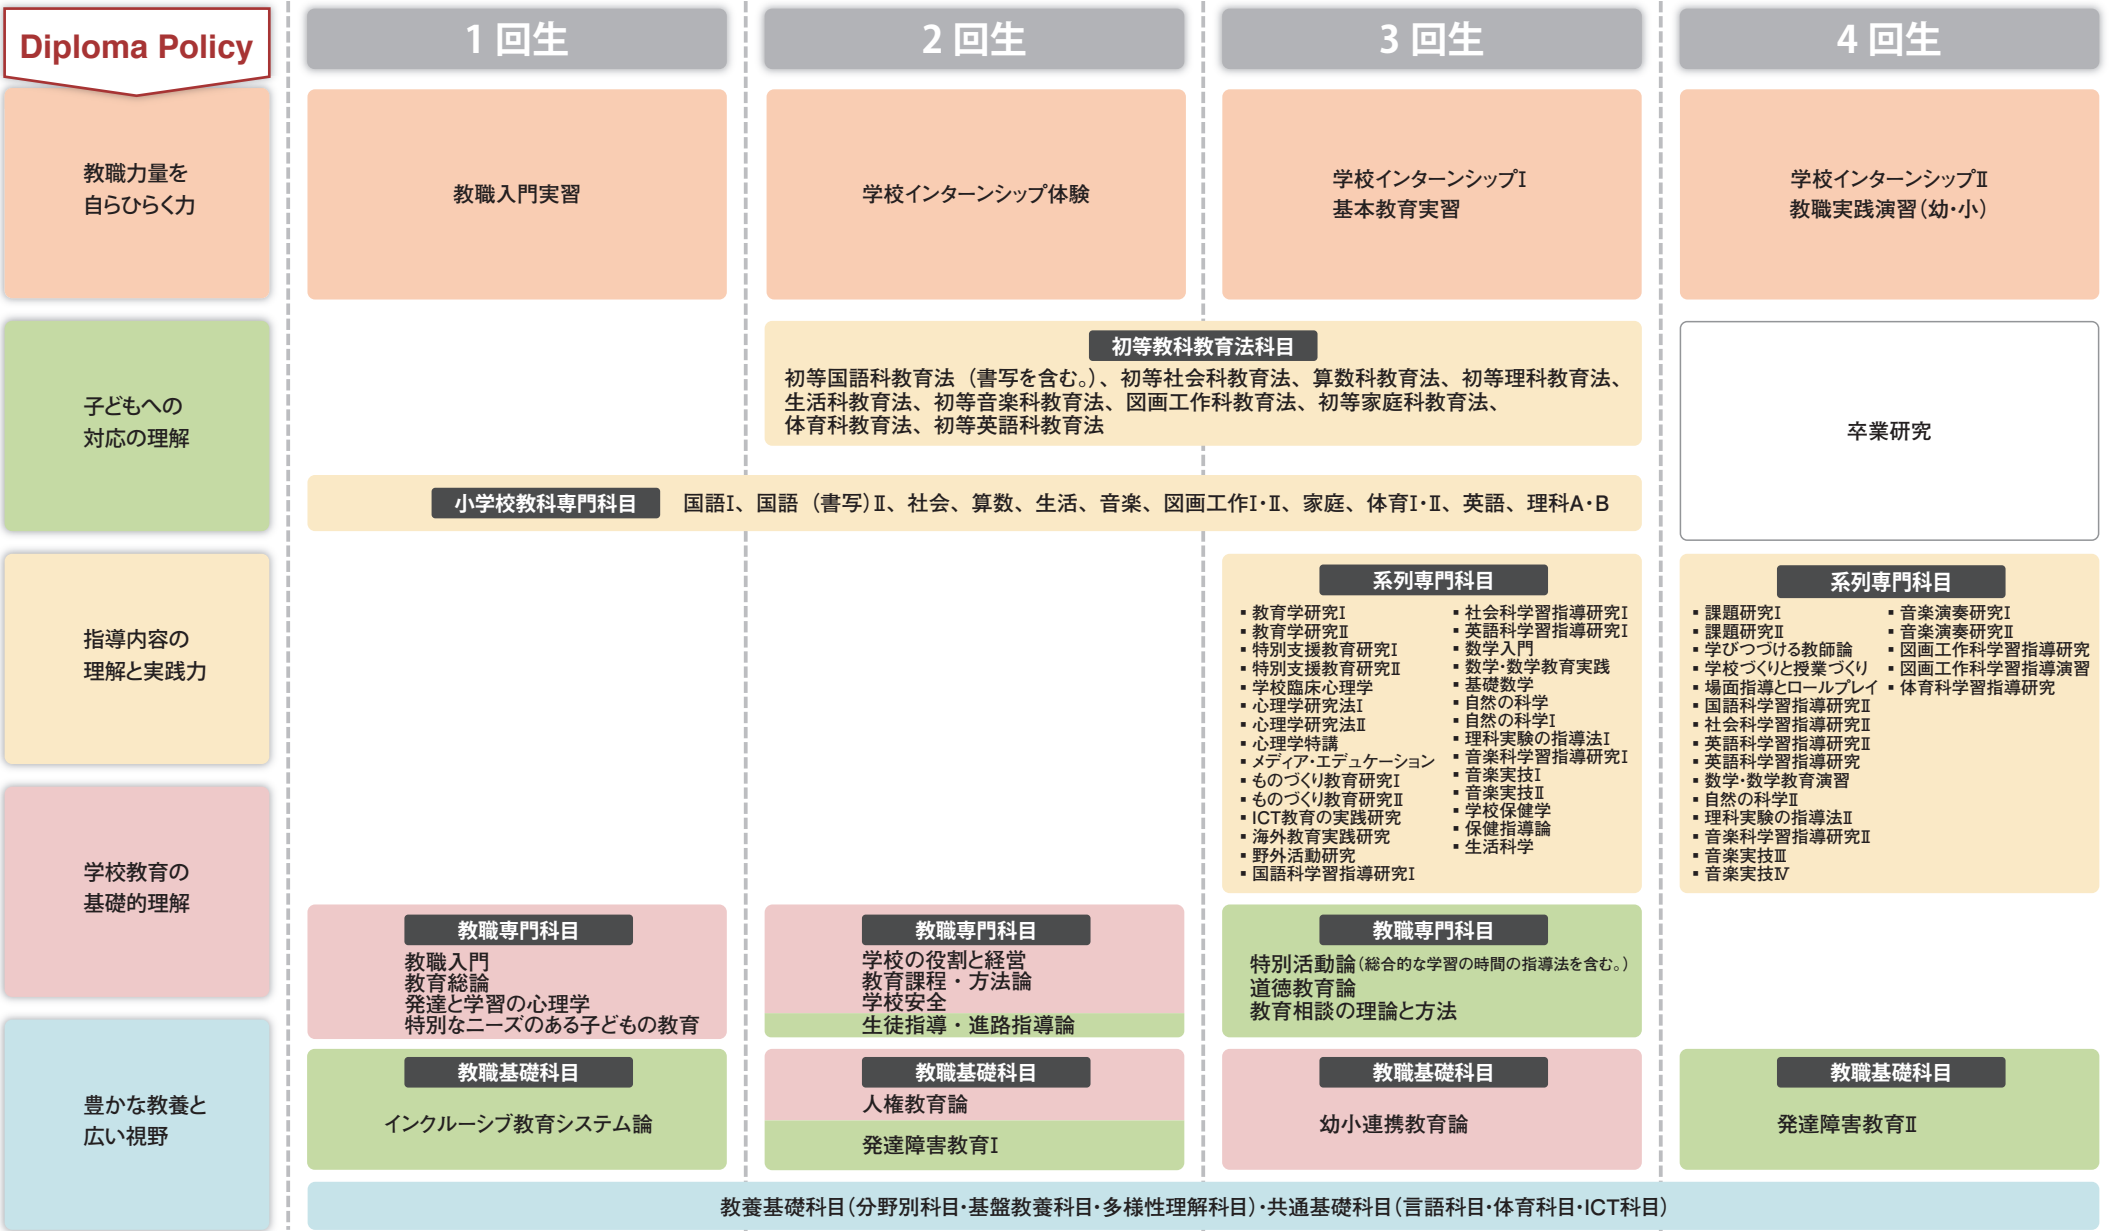 Diploma Policy
1 回生
2 回生
3 回生
4 回生
教職力量を
自らひらく力
教職入門実習
学校インターンシップ体験
学校インターンシップⅠ
基本教育実習
学校インターンシップⅡ
教職実践演習(幼・小)
子どもへの
対応の理解
初等教科教育法科目
初等国語科教育法（書写を含む。）、初等社会科教育法、算数科教育法、初等理科教育法、
生活科教育法、初等音楽科教育法、図画工作科教育法、初等家庭科教育法、
体育科教育法、初等英語科教育法
卒業研究
小学校教科専門科目
国語Ⅰ、国語（書写）Ⅱ、社会、算数、生活、音楽、図画工作Ⅰ・Ⅱ、家庭、体育Ⅰ・Ⅱ、英語、理科A・B
指導内容の
理解と実践力
系列専門科目
▪ 教育学研究Ⅰ
▪ 教育学研究Ⅱ
▪ 特別支援教育研究Ⅰ
▪ 特別支援教育研究Ⅱ
▪ 学校臨床心理学
▪ 心理学研究法Ⅰ
▪ 心理学研究法Ⅱ
▪ 心理学特講
▪ メディア・エデュケーション
▪ ものづくり教育研究Ⅰ
▪ ものづくり教育研究Ⅱ
▪ ICT教育の実践研究
▪ 海外教育実践研究
▪ 野外活動研究
▪ 国語科学習指導研究Ⅰ
▪ 社会科学習指導研究Ⅰ
▪ 英語科学習指導研究Ⅰ
▪ 数学入門
▪ 数学・数学教育実践
▪ 基礎数学
▪ 自然の科学
▪ 自然の科学Ⅰ
▪ 理科実験の指導法Ⅰ
▪ 音楽科学習指導研究Ⅰ
▪ 音楽実技Ⅰ
▪ 音楽実技Ⅱ
▪ 学校保健学
▪ 保健指導論
▪ 生活科学
系列専門科目
▪ 課題研究Ⅰ
▪ 課題研究Ⅱ
▪ 学びつづける教師論
▪ 学校づくりと授業づくり
▪ 場面指導とロールプレイ
▪ 国語科学習指導研究Ⅱ
▪ 社会科学習指導研究Ⅱ
▪ 英語科学習指導研究Ⅱ
▪ 英語科学習指導研究
▪ 数学・数学教育演習
▪ 自然の科学Ⅱ
▪ 理科実験の指導法Ⅱ
▪ 音楽科学習指導研究Ⅱ
▪ 音楽実技Ⅲ
▪ 音楽実技Ⅳ
▪ 音楽演奏研究Ⅰ
▪ 音楽演奏研究Ⅱ
▪ 図画工作科学習指導研究
▪ 図画工作科学習指導演習
▪ 体育科学習指導研究
学校教育の
基礎的理解
教職専門科目
教職入門
教育総論
発達と学習の心理学
特別なニーズのある子どもの教育
教職専門科目
学校の役割と経営
教育課程・方法論
学校安全
生徒指導・進路指導論
教職専門科目
特別活動論(総合的な学習の時間の指導法を含む。)
道徳教育論
教育相談の理論と方法
豊かな教養と
広い視野
教職基礎科目
インクルーシブ教育システム論
教職基礎科目
人権教育論
発達障害教育Ⅰ
教職基礎科目
幼小連携教育論
教職基礎科目
発達障害教育Ⅱ
教養基礎科目(分野別科目・基盤教養科目・多様性理解科目)・共通基礎科目(言語科目・体育科目・ICT科目)